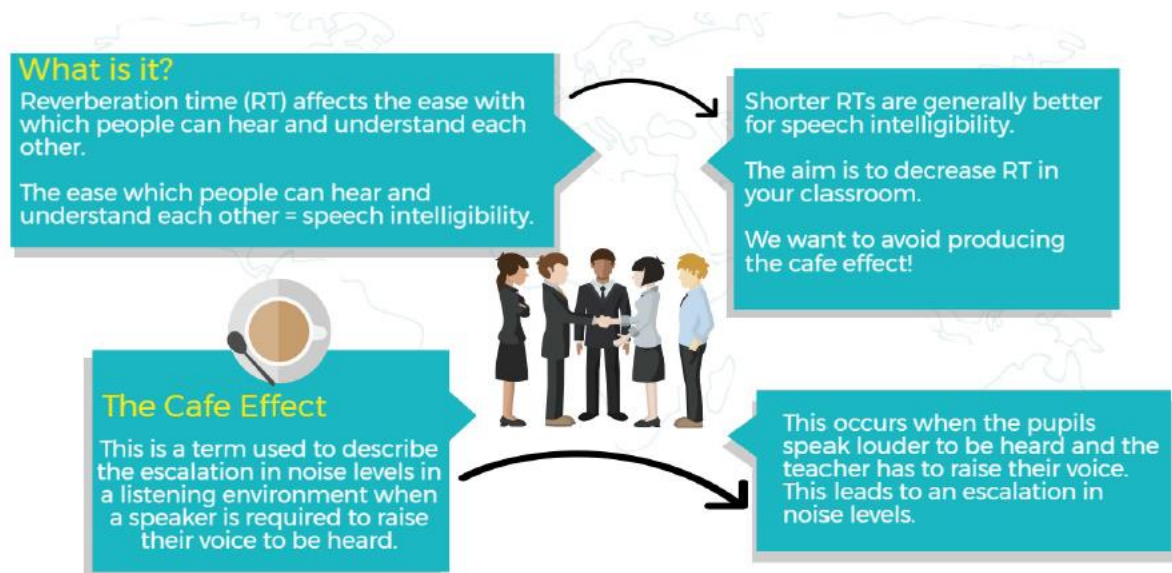 What is it?
Reverberation time (RT) affects the ease with
which people can hear and understand each
other.
The ease which people can hear and
understand each other = speech intelligibility.
Shorter RTs are generally better
for speech intelligibility.
The aim is to decrease RT in
your classroom.
We want to avoid producing
the cafe effect!
The Cafe Effect
This is a term used to describe
the escalation in noise levels in
a listening environment when
a speaker is required to raise
their voice to be heard.
This occurs when the pupils
speak louder to be heard and the
teacher has to raise their voice.
This leads to an escalation in
noise levels.